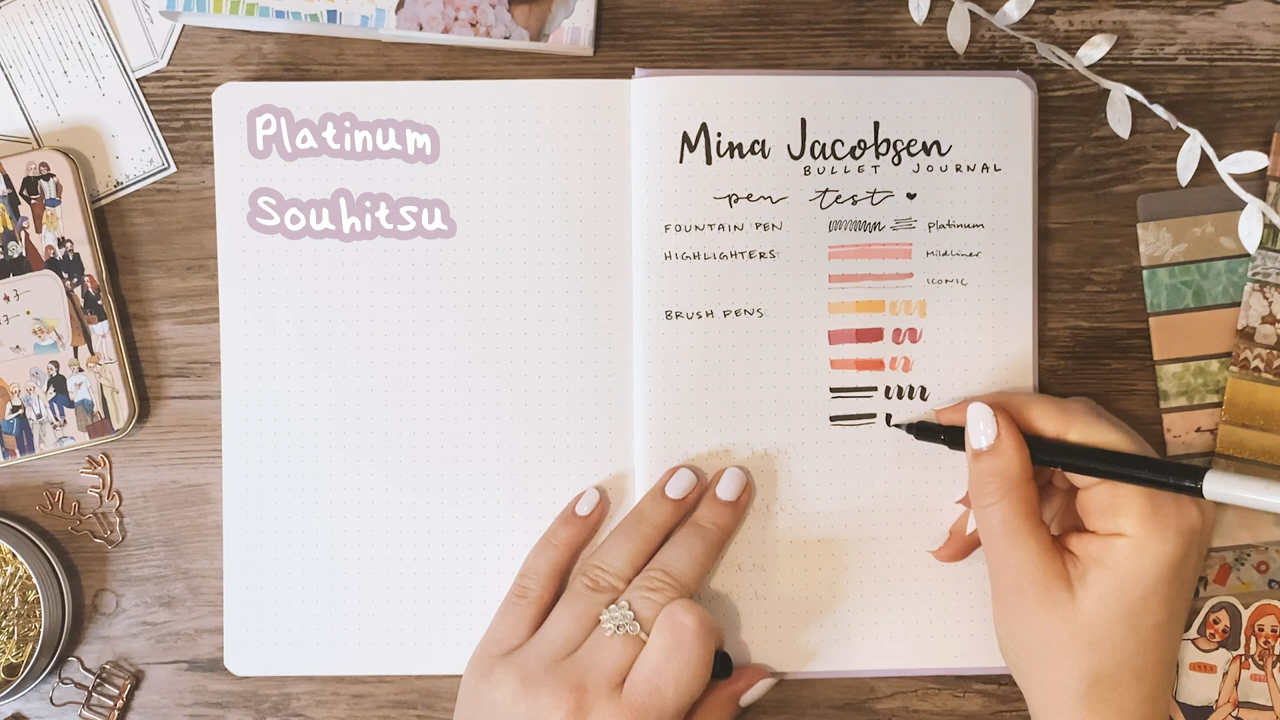 Platinum
Souhitsu
Mina Jacobsen
BULLET JOURNAL
pen test
FOUNTAIN PEN platinum
HIGHLIGHTERS Mildliner
ICONIC
BRUSH PENS